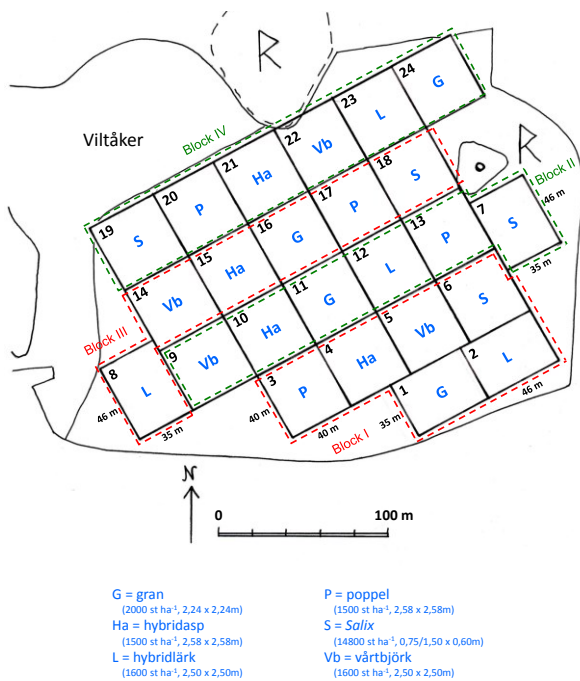 R
Viltåker
Block IV
24 G
23 L
22 Vb
21 Ha
20 P
19 S
R
Block II
18 S
17 P
16 G
15 Ha
14 Vb
7 S
46 m
35 m
13 P
12 L
11 G
10 Ha
9 Vb
Block III
8 L
46 m
35 m
6 S
5 Vb
4 Ha
3 P
40 m
40 m
Block I
1 G
2 L
35 m
46 m
N
0 100 m
G = gran
(2000 st ha⁻¹, 2,24 x 2,24m)
Ha = hybridasp
(1500 st ha⁻¹, 2,58 x 2,58m)
L = hybridlärk
(1600 st ha⁻¹, 2,50 x 2,50m)
P = poppel
(1500 st ha⁻¹, 2,58 x 2,58m)
S = Salix
(14800 st ha⁻¹, 0,75/1,50 x 0,60m)
Vb = vårtbjörk
(1600 st ha⁻¹, 2,50 x 2,50m)